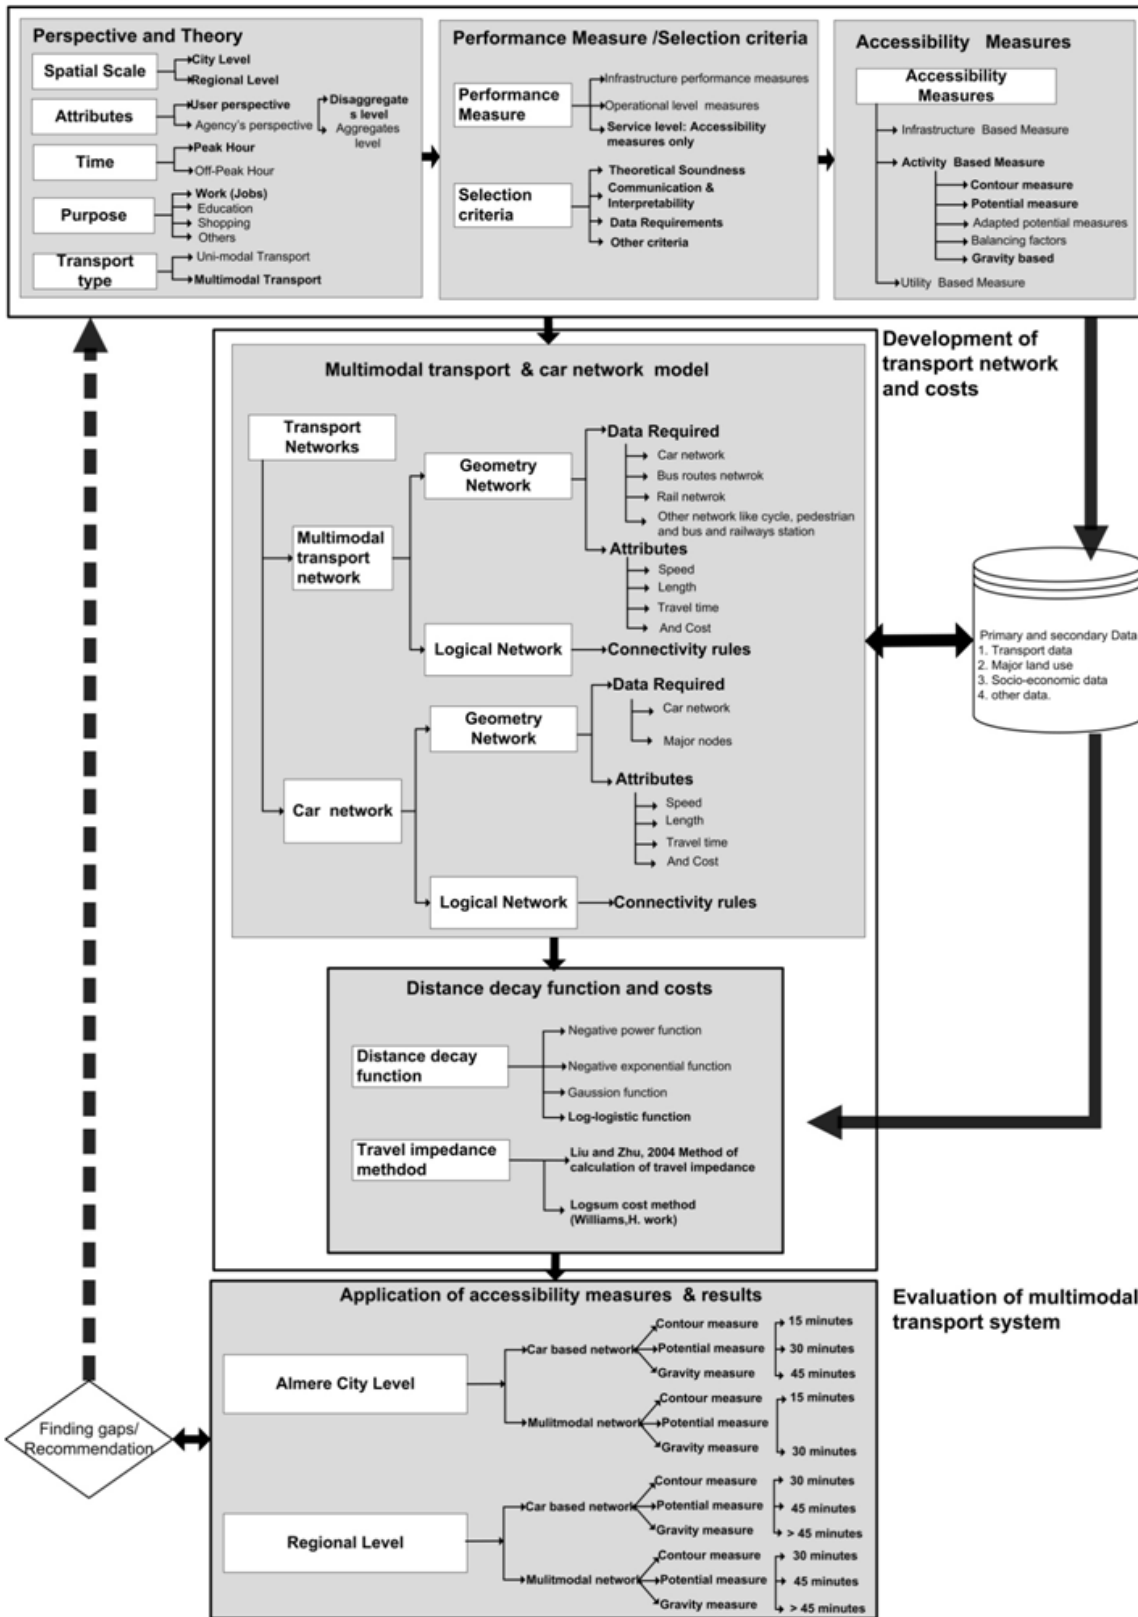 Perspective and Theory
Spatial Scale
City Level
Regional Level
Attributes
User perspective
Agency's perspective
Disaggregate
s level
Aggregates
level
Time
Peak Hour
Off-Peak Hour
Purpose
Work (Jobs)
Education
Shopping
Others
Transport
type
Uni-modal Transport
Multimodal Transport
Performance Measure /Selection criteria
Performance
Measure
Infrastructure performance measures
Operational level measures
Service level: Accessibility
measures only
Selection
criteria
Theoretical Soundness
Communication &
Interpretability
Data Requirements
Other criteria
Accessibility Measures
Accessibility
Measures
Infrastructure Based Measure
Activity Based Measure
Contour measure
Potential measure
Adapted potential measures
Balancing factors
Gravity based
Utility Based Measure
Development of
transport network
and costs
Multimodal transport & car network model
Transport
Networks
Multimodal
transport
network
Geometry
Network
Data Required
Car network
Bus routes netwrok
Rail netwrok
Other network like cycle, pedestrian
and bus and railways station
Attributes
Speed
Length
Travel time
And Cost
Logical Network
Connectivity rules
Car network
Geometry
Network
Data Required
Car network
Major nodes
Attributes
Speed
Length
Travel time
And Cost
Logical Network
Connectivity rules
Primary and secondary Data
1. Transport data
2. Major land use
3. Socio-economic data
4. other data.
Distance decay function and costs
Distance decay
function
Negative power function
Negative exponential function
Gaussion function
Log-logistic function
Travel impedance
methdod
Liu and Zhu, 2004 Method of
calculation of travel impedance
Logsum cost method
(Williams,H. work)
Evaluation of multimodal
transport system
Application of accessibility measures & results
Almere City Level
Car based network
Contour measure
Potential measure
Gravity measure
15 minutes
30 minutes
45 minutes
Mulitmodal network
Contour measure
Potential measure
Gravity measure
15 minutes
30 minutes
Regional Level
Car based network
Contour measure
Potential measure
Gravity measure
30 minutes
45 minutes
> 45 minutes
Mulitmodal network
Contour measure
Potential measure
Gravity measure
30 minutes
45 minutes
> 45 minutes
Finding gaps/
Recommendation